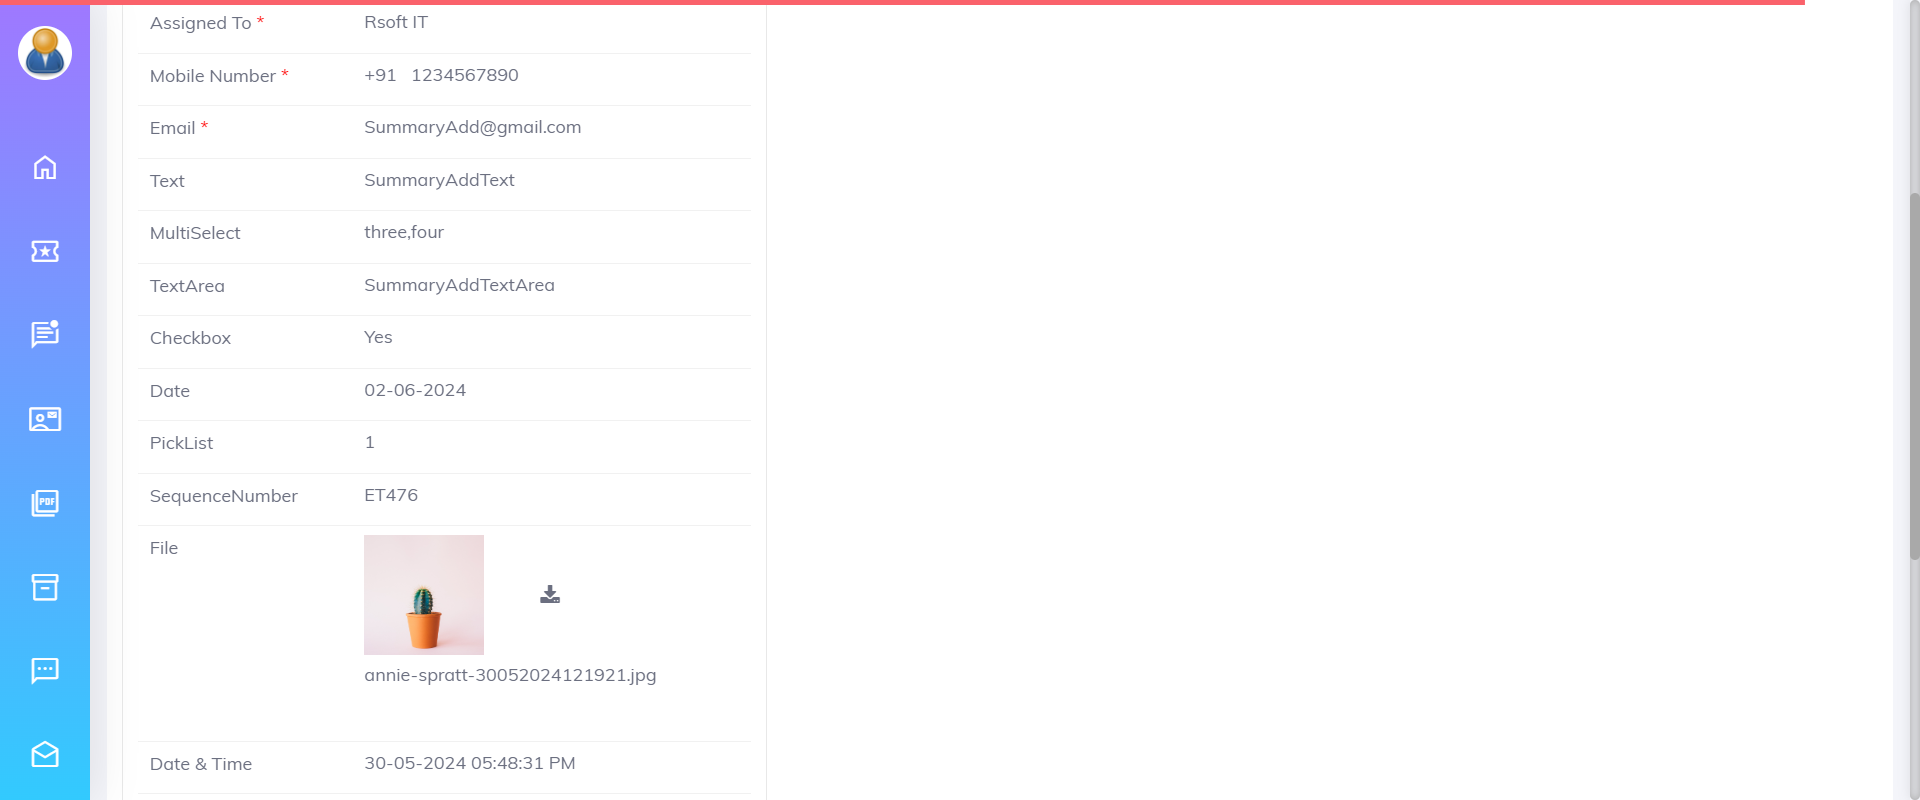 Assigned To * Rsoft IT
Mobile Number * +91 1234567890
Email * SummaryAdd@gmail.com
Text SummaryAddText
MultiSelect three,four
TextArea SummaryAddTextArea
Checkbox Yes
Date 02-06-2024
PickList 1
SequenceNumber ET476
File
annie-spratt-30052024121921.jpg
Date & Time 30-05-2024 05:48:31 PM
PDF